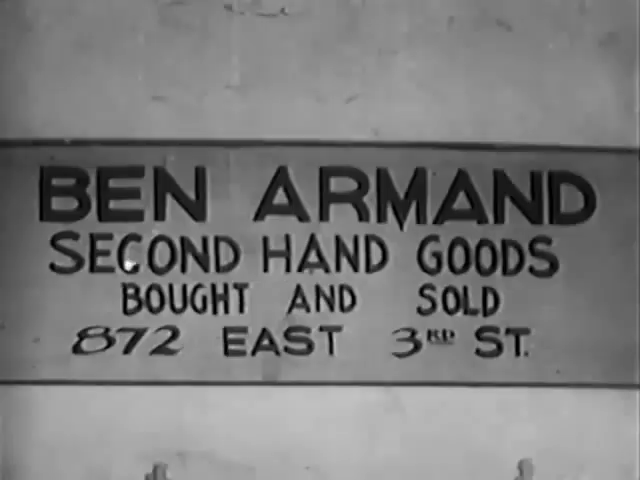 BEN ARMAND
SECOND HAND GOODS
BOUGHT AND SOLD
872 EAST 3RD ST.